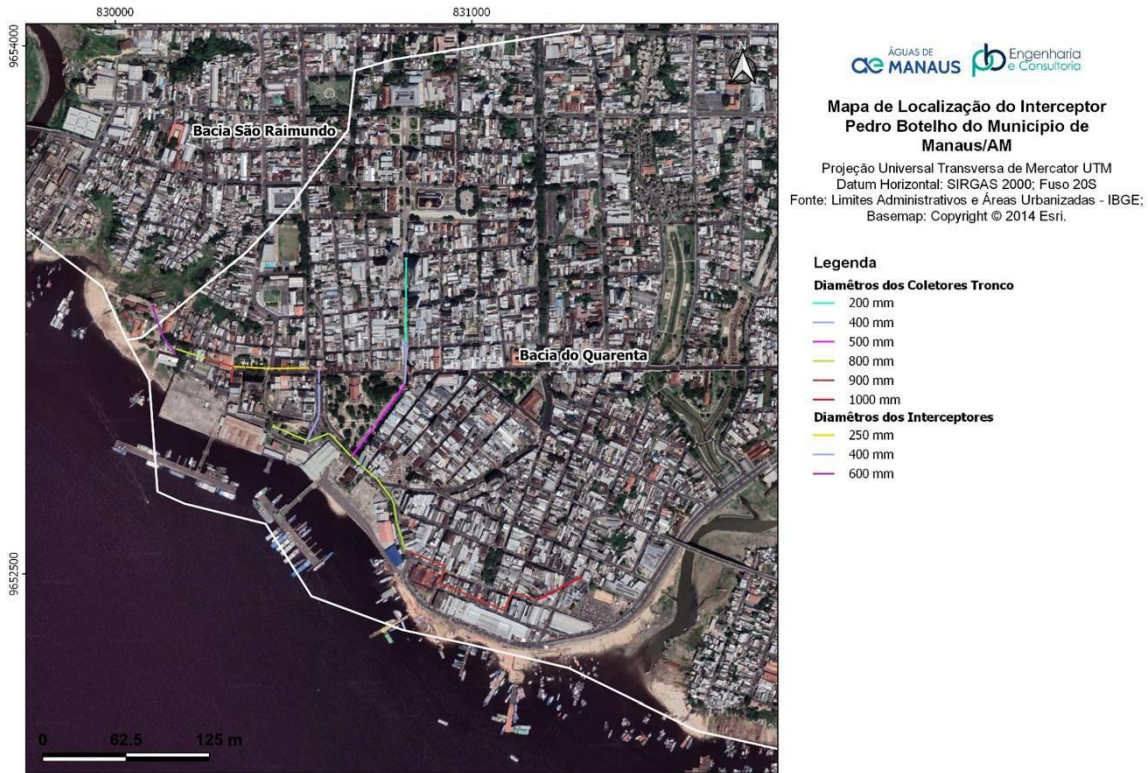 830000
831000
9654000
9652500
N
Bacia São Raimundo
Bacia do Quarenta
0
62.5
125 m
ÁGUAS DE
ae MANAUS
pb Engenharia
e Consultoria
Mapa de Localização do Interceptor
Pedro Botelho do Município de
Manaus/AM
Projeção Universal Transversa de Mercator UTM
Datum Horizontal: SIRGAS 2000; Fuso 20S
Fonte: Limites Administrativos e Áreas Urbanizadas - IBGE;
Basemap: Copyright © 2014 Esri.
Legenda
Diamêtros dos Coletores Tronco
200 mm
400 mm
500 mm
800 mm
900 mm
1000 mm
Diamêtros dos Interceptores
250 mm
400 mm
600 mm